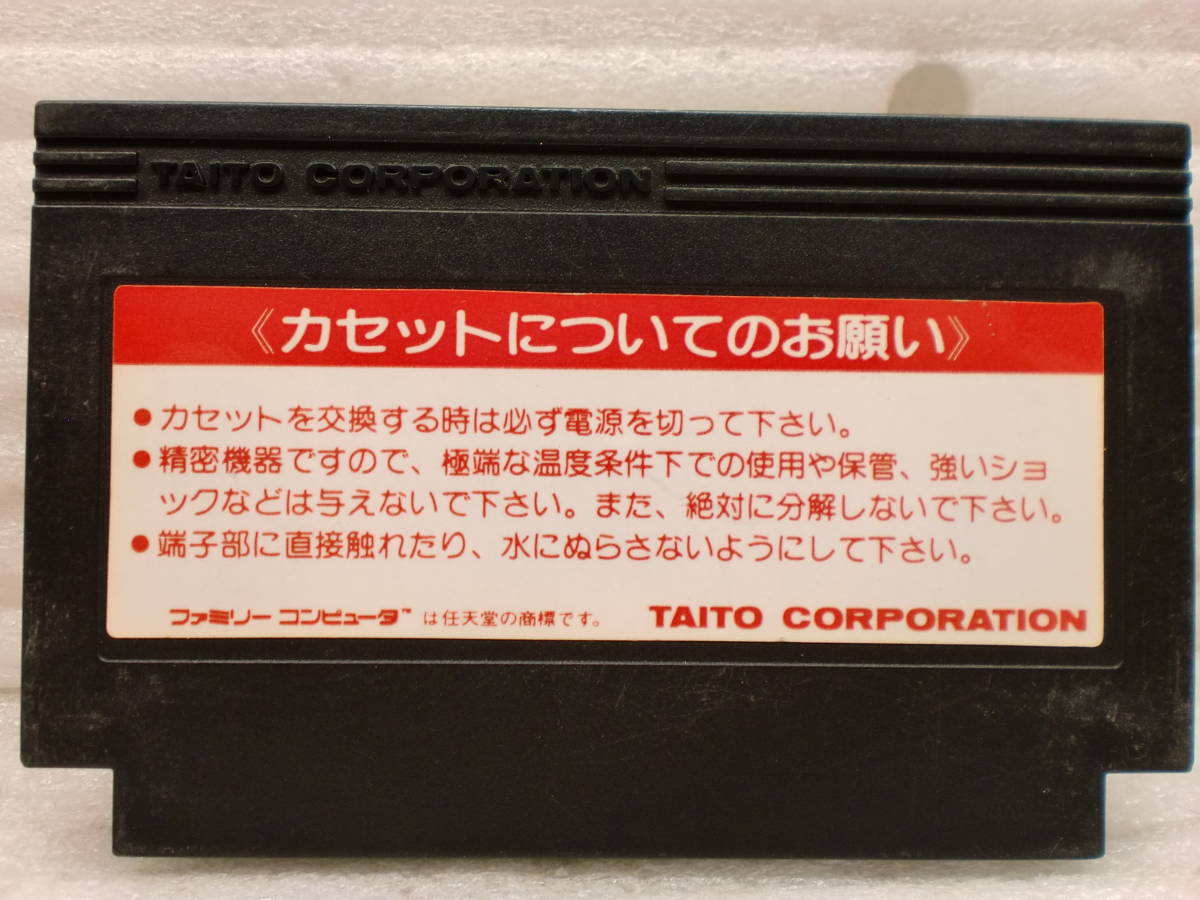 TAITO CORPORATION
《カセットについてのお願い》
●カセットを交換する時は必ず電源を切って下さい。
●精密機器ですので、極端な温度条件下での使用や保管、強いショ
ックなどは与えないで下さい。また、絶対に分解しないで下さい。
●端子部に直接触れたり、水にぬらさないようにして下さい。
ファミリー コンピュータ™ は任天堂の商標です。 TAITO CORPORATION